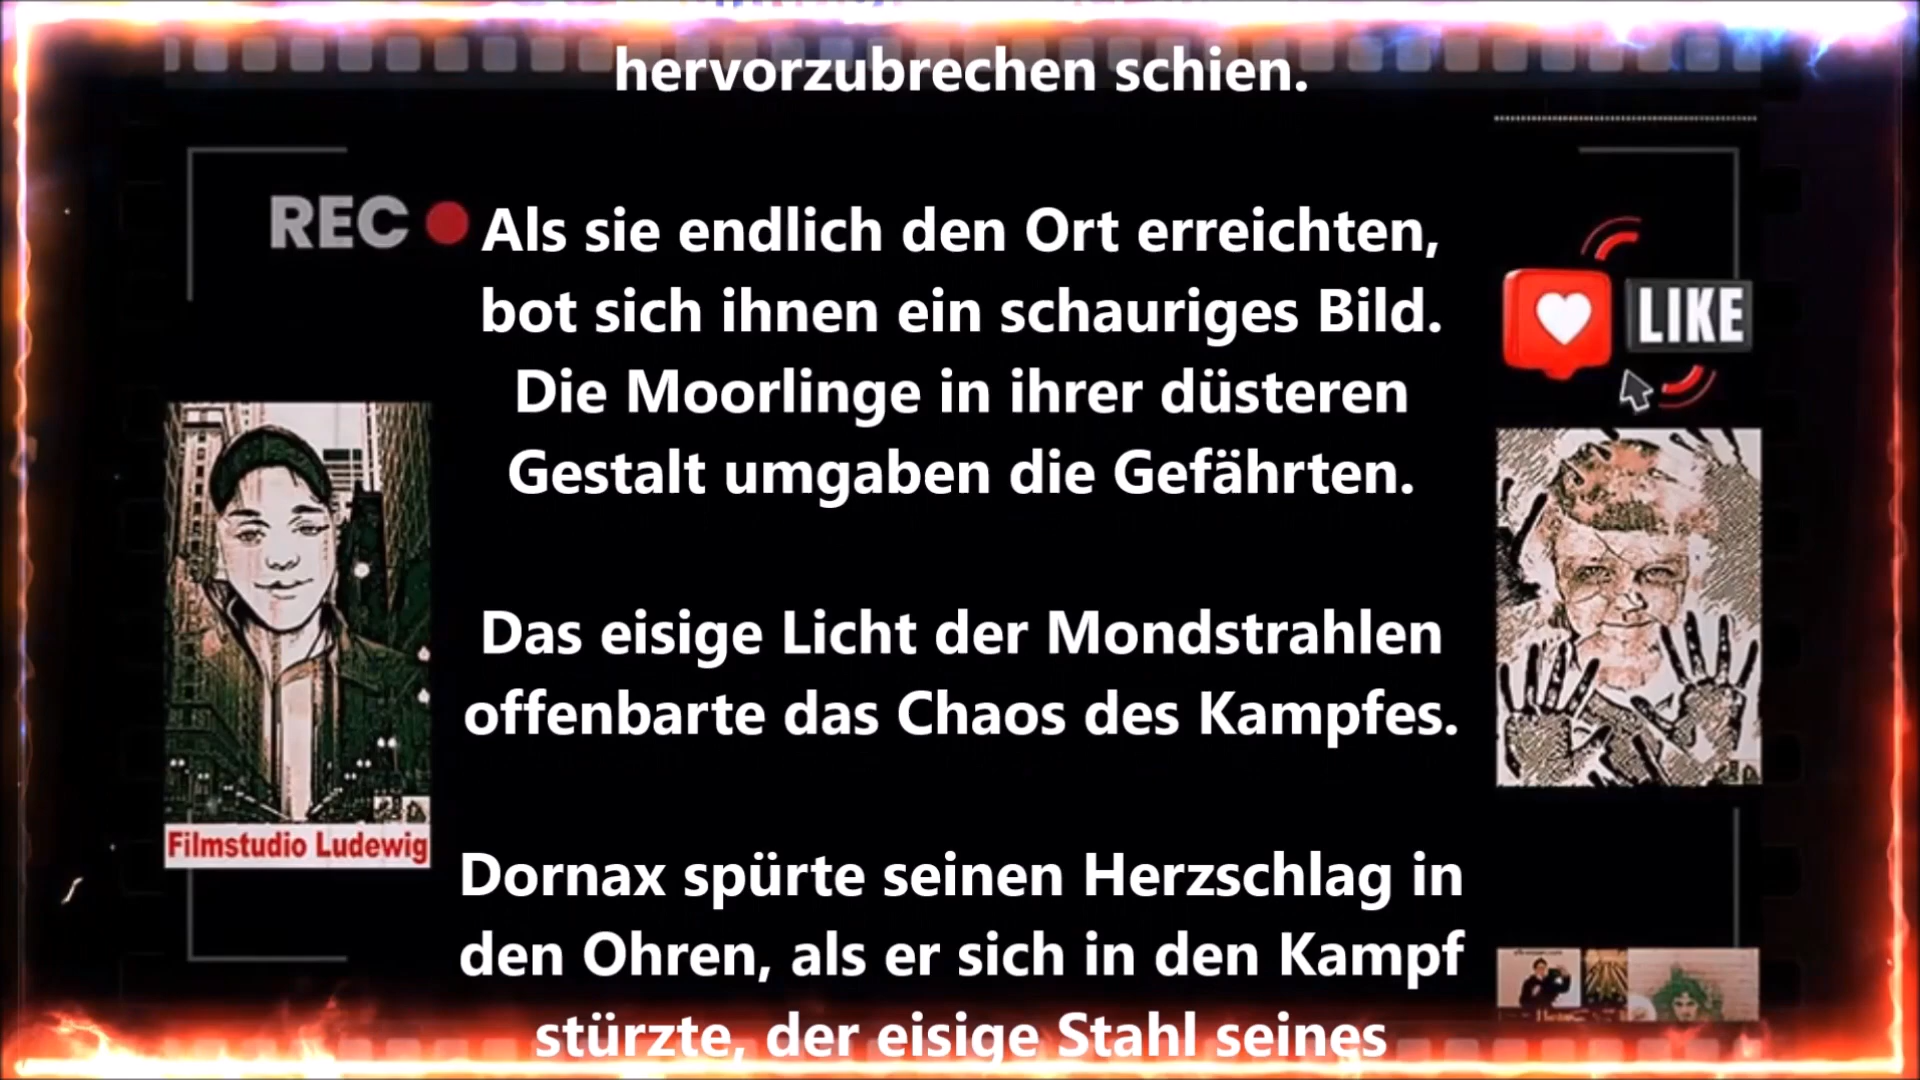 hervorzubrechen schien.
REC
Als sie endlich den Ort erreichten,
bot sich ihnen ein schauriges Bild.
Die Moorlinge in ihrer düsteren
Gestalt umgaben die Gefährten.
LIKE
Das eisige Licht der Mondstrahlen
offenbarte das Chaos des Kampfes.
Filmstudio Ludewig
Dornax spürte seinen Herzschlag in
den Ohren, als er sich in den Kampf
stürzte, der eisige Stahl seines